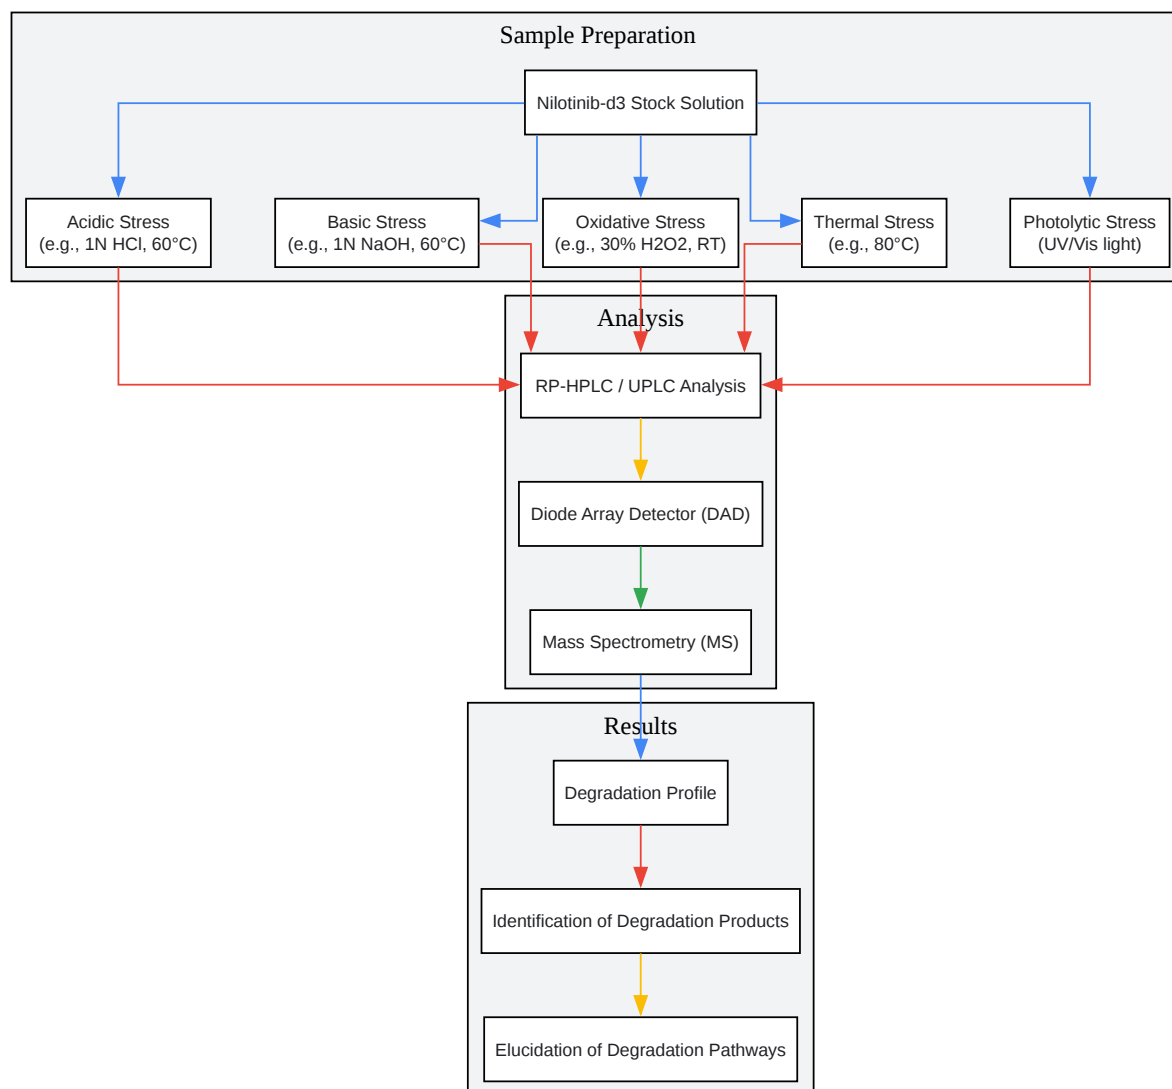 Sample Preparation
Nilotinib-d3 Stock Solution
Acidic Stress
(e.g., 1N HCl, 60°C)
Basic Stress
(e.g., 1N NaOH, 60°C)
Oxidative Stress
(e.g., 30% H2O2, RT)
Thermal Stress
(e.g., 80°C)
Photolytic Stress
(UV/Vis light)
Analysis
RP-HPLC / UPLC Analysis
Diode Array Detector (DAD)
Mass Spectrometry (MS)
Results
Degradation Profile
Identification of Degradation Products
Elucidation of Degradation Pathways